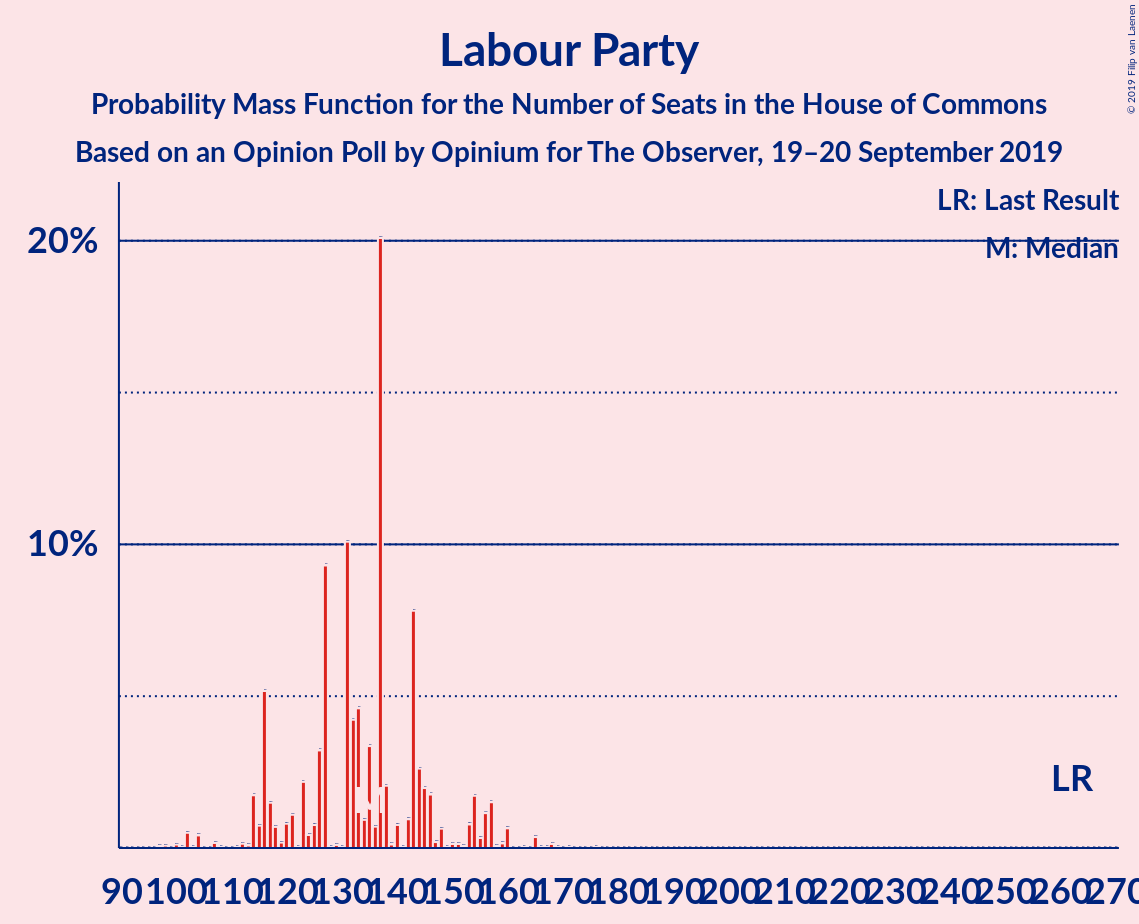 Labour Party
Probability Mass Function for the Number of Seats in the House of Commons
Based on an Opinion Poll by Opinium for The Observer, 19–20 September 2019
© 2019 Filip van Laenen
LR: Last Result
M: Median
20%
10%
M
LR
90 100 110 120 130 140 150 160 170 180 190 200 210 220 230 240 250 260 270